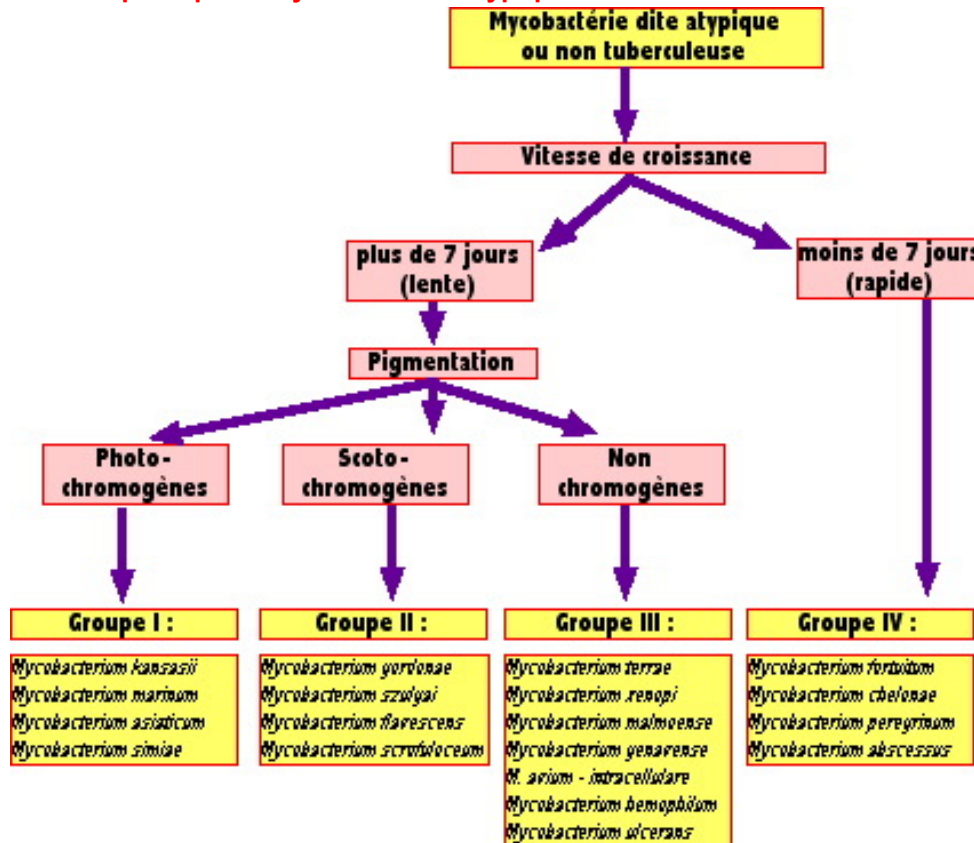 Mycobactérie dite atypique
ou non tuberculeuse
Vitesse de croissance
plus de 7 jours
(lente)
moins de 7 jours
(rapide)
Pigmentation
Photo-
chromogènes
Scoto-
chromogènes
Non
chromogènes
Groupe I :
Mycobacterium kansasii
Mycobacterium marinum
Mycobacterium asiaticum
Mycobacterium simiae
Groupe II :
Mycobacterium gordonae
Mycobacterium szulgai
Mycobacterium flavescens
Mycobacterium scrofuloceum
Groupe III :
Mycobacterium terrae
Mycobacterium xenopi
Mycobacterium malmoense
Mycobacterium genavense
M. avium - intracellulare
Mycobacterium hemophilum
Mycobacterium ulcerans
Groupe IV :
Mycobacterium fortuitum
Mycobacterium chelonae
Mycobacterium peregrinum
Mycobacterium abscessus